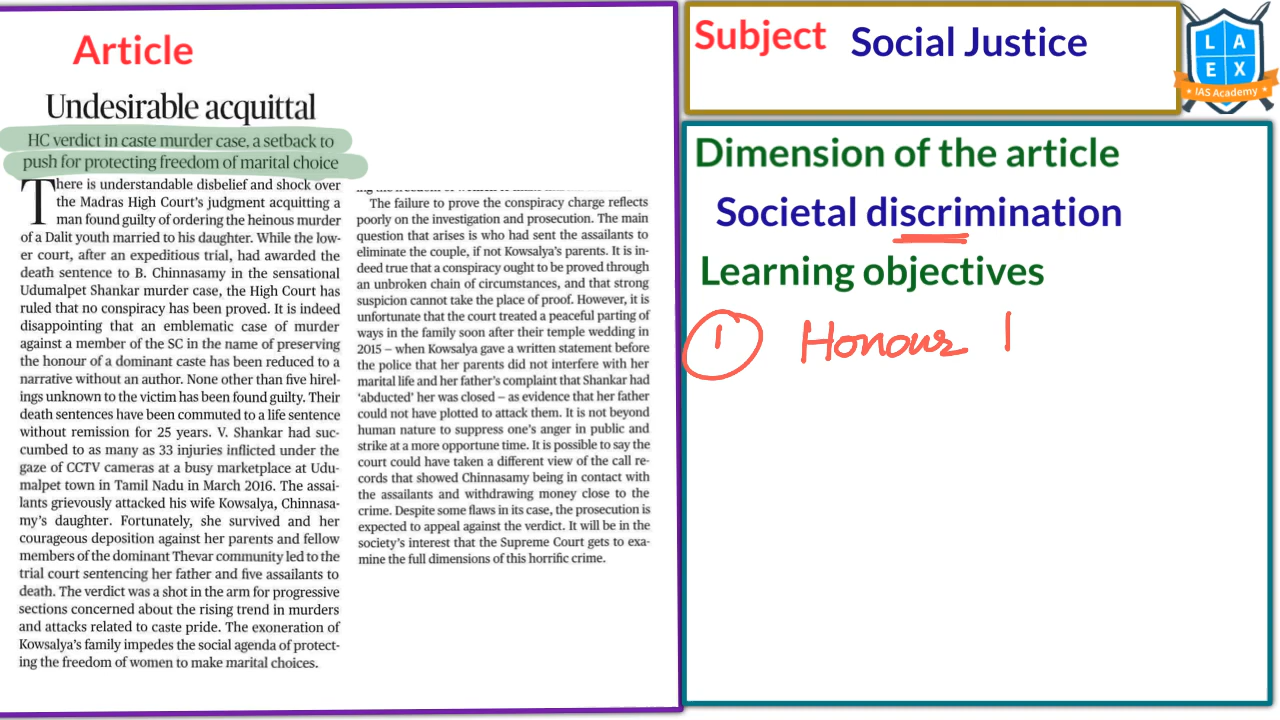 Article
Undesirable acquittal
HC verdict in caste murder case, a setback to
push for protecting freedom of marital choice
There is understandable disbelief and shock over
the Madras High Court's judgment acquitting a
man found guilty of ordering the heinous murder
of a Dalit youth married to his daughter. While the low-
er court, after an expeditious trial, had awarded the
death sentence to B. Chinnasamy in the sensational
Udumalpet Shankar murder case, the High Court has
ruled that no conspiracy has been proved. It is indeed
disappointing that an emblematic case of murder
against a member of the SC in the name of preserving
the honour of a dominant caste has been reduced to a
narrative without an author. None other than five hirel-
ings unknown to the victim has been found guilty. Their
death sentences have been commuted to a life sentence
without remission for 25 years. V. Shankar had suc-
cumbed to as many as 33 injuries inflicted under the
gaze of CCTV cameras at a busy marketplace at Udu-
malpet town in Tamil Nadu in March 2016. The assai-
lants grievously attacked his wife Kowsalya, Chinnasa-
my's daughter. Fortunately, she survived and her
courageous deposition against her parents and fellow
members of the dominant Thevar community led to the
trial court sentencing her father and five assailants to
death. The verdict was a shot in the arm for progressive
sections concerned about the rising trend in murders
and attacks related to caste pride. The exoneration of
Kowsalya's family impedes the social agenda of protect-
ing the freedom of women to make marital choices.
The failure to prove the conspiracy charge reflects
poorly on the investigation and prosecution. The main
question that arises is who had sent the assailants to
eliminate the couple, if not Kowsalya's parents. It is in-
deed true that a conspiracy ought to be proved through
an unbroken chain of circumstances, and that strong
suspicion cannot take the place of proof. However, it is
unfortunate that the court treated a peaceful parting of
ways in the family soon after their temple wedding in
2015 – when Kowsalya gave a written statement before
the police that her parents did not interfere with her
marital life and her father's complaint that Shankar had
'abducted' her was closed – as evidence that her father
could not have plotted to attack them. It is not beyond
human nature to suppress one's anger in public and
strike at a more opportune time. It is possible to say the
court could have taken a different view of the call re-
cords that showed Chinnasamy being in contact with
the assailants and withdrawing money close to the
crime. Despite some flaws in its case, the prosecution is
expected to appeal against the verdict. It will be in the
society's interest that the Supreme Court gets to exa-
mine the full dimensions of this horrific crime.
Subject Social Justice
L A
E X
IAS Academy
Dimension of the article
Societal discrimination
Learning objectives
1 Honour